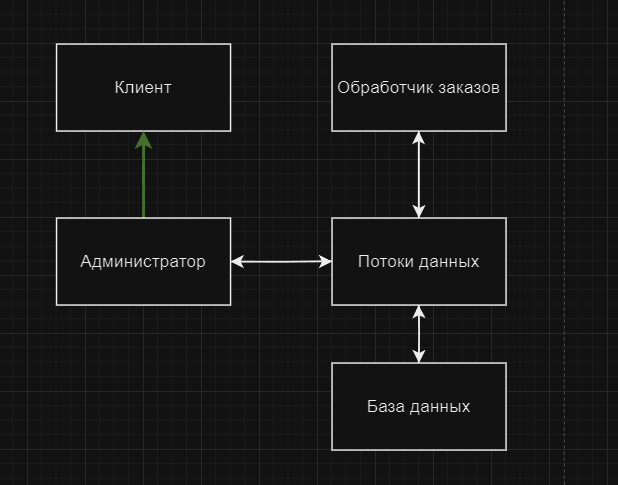 Клиент
Обработчик заказов
Администратор
Потоки данных
База данных